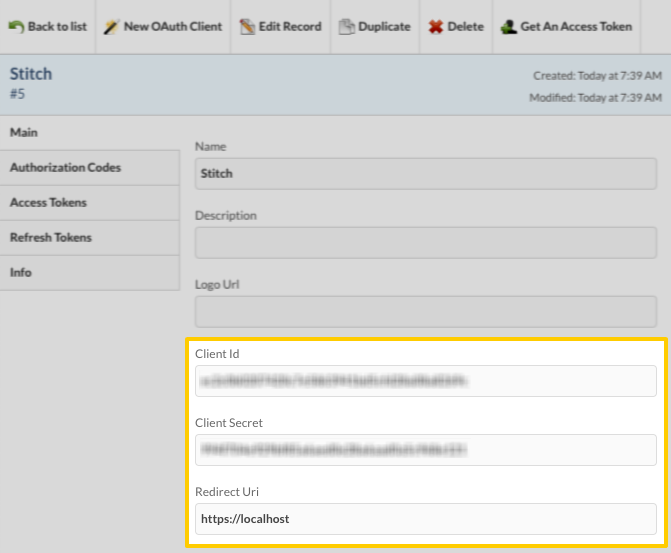 Back to list New OAuth Client Edit Record Duplicate Delete Get An Access Token
Stitch Created: Today at 7:39 AM
#5 Modified: Today at 7:39 AM
Main
Authorization Codes
Access Tokens
Refresh Tokens
Info
Name
Stitch
Description
Logo Url
Client Id
Client Secret
Redirect Uri
https://localhost